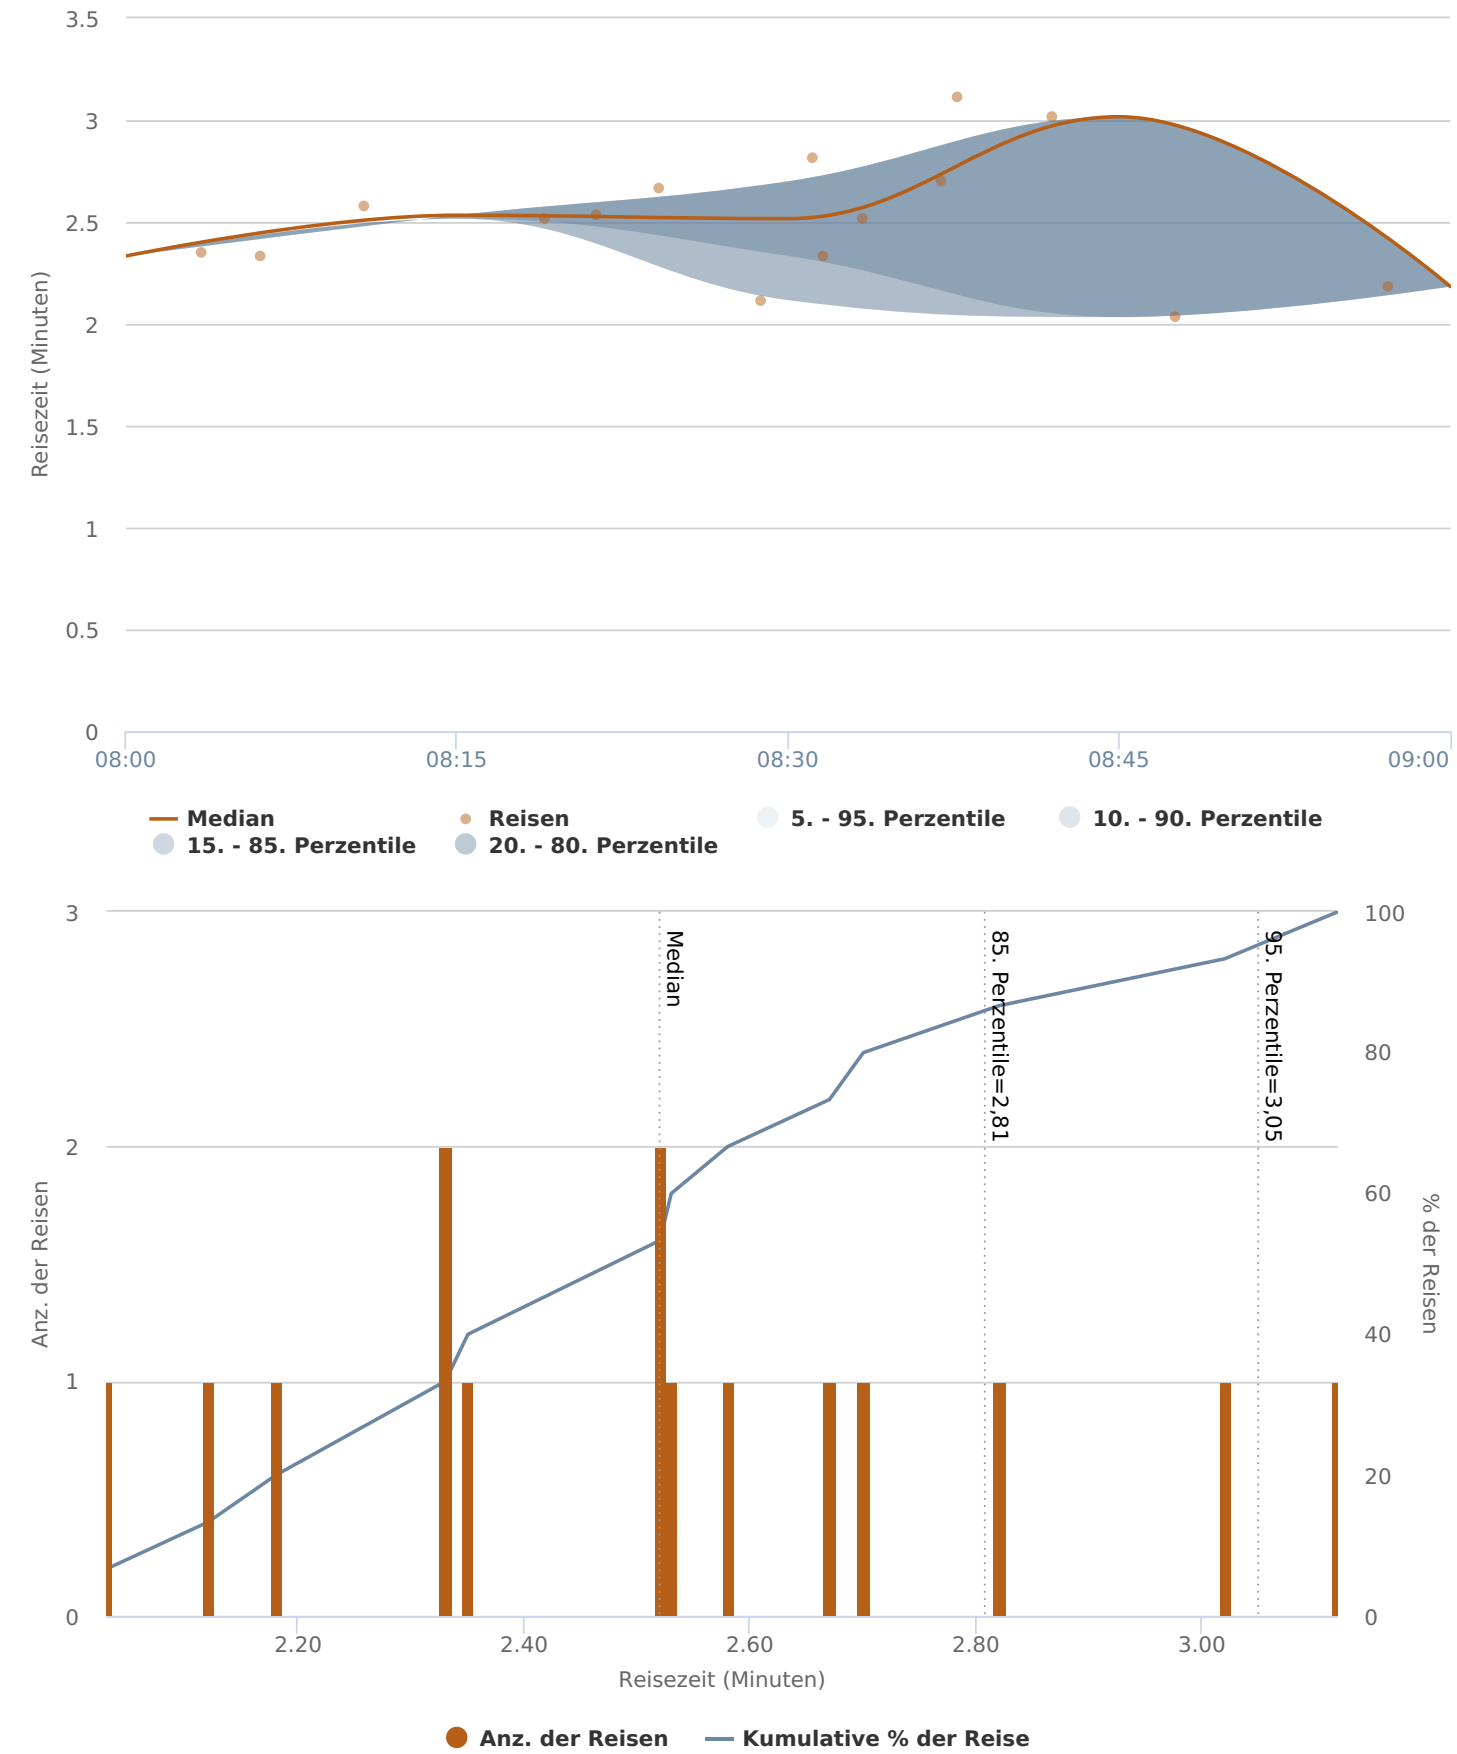 3.5
3
2.5
2
1.5
1
0.5
0
Reisezeit (Minuten)
08:00 08:15 08:30 08:45 09:00
Median Reisen 5. - 95. Perzentile 10. - 90. Perzentile
15. - 85. Perzentile 20. - 80. Perzentile
3
2
1
0
Anz. der Reisen
Median
85. Perzentile=2,81
95. Perzentile=3,05
100
80
60
40
20
0
% der Reisen
2.20 2.40 2.60 2.80 3.00
Reisezeit (Minuten)
Anz. der Reisen Kumulative % der Reise